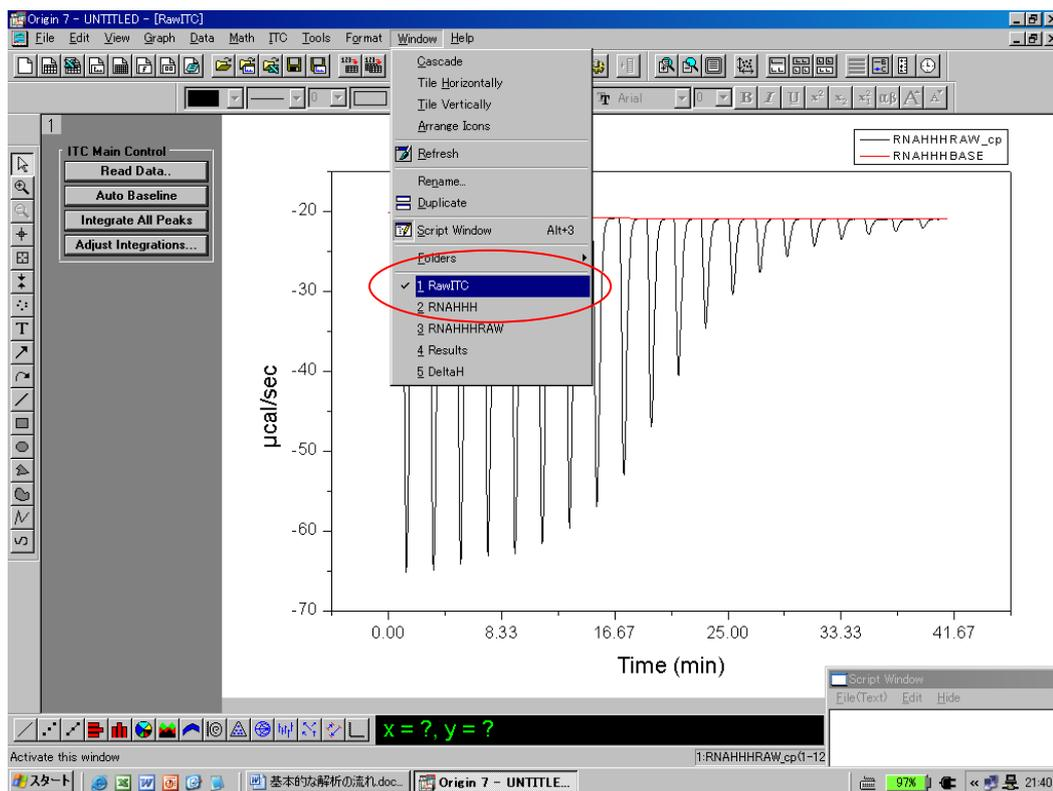 Origin 7 - UNTITLED - [RawITC]
File Edit View Graph Data Math ITC Tools Format Window Help
Arial 0 B I U x² x₂ x₁² αβ A A
1
ITC Main Control
Read Data..
Auto Baseline
Integrate All Peaks
Adjust Integrations...
Cascade
Tile Horizontally
Tile Vertically
Arrange Icons
Refresh
Rename...
Duplicate
Script Window Alt+3
Folders
1 RawITC
2 RNAHHH
3 RNAHHHRAW
4 Results
5 DeltaH
RNAHHHRAW_cp
RNAHHHBASE
-20
-30
-40
-50
-60
-70
µcal/sec
0.00 8.33 16.67 25.00 33.33 41.67
Time (min)
Script Window
File(Text) Edit Hide
x = ?, y = ?
Activate this window
1:RNAHHHRAW_cp(1-12
スタート
基本的な解析の流れ.doc...
Origin 7 - UNTITLE...
97%
21:40